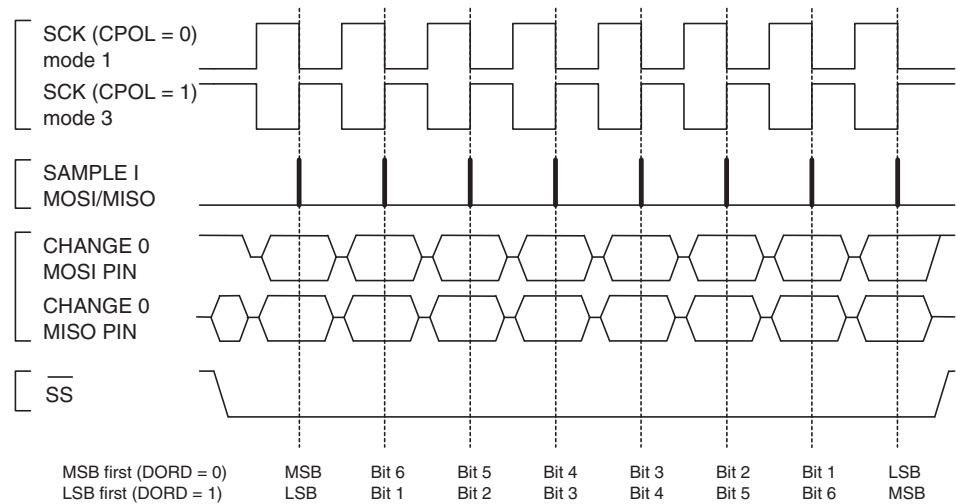 SCK (CPOL = 0)
mode 1
SCK (CPOL = 1)
mode 3
SAMPLE I
MOSI/MISO
CHANGE 0
MOSI PIN
CHANGE 0
MISO PIN
SS
MSB first (DORD = 0) MSB Bit 6 Bit 5 Bit 4 Bit 3 Bit 2 Bit 1 LSB
LSB first (DORD = 1) LSB Bit 1 Bit 2 Bit 3 Bit 4 Bit 5 Bit 6 MSB